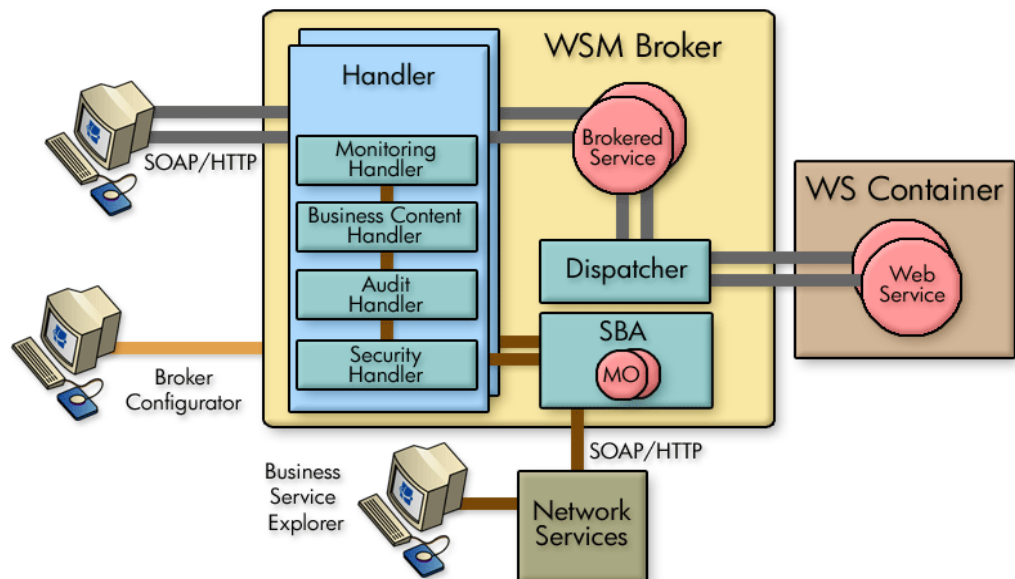 WSM Broker
Handler
SOAP/HTTP
Monitoring
Handler
Business Content
Handler
Audit
Handler
Security
Handler
Brokered
Service
Dispatcher
SBA
MO
WS Container
Web
Service
Broker
Configurator
SOAP/HTTP
Business
Service
Explorer
Network
Services